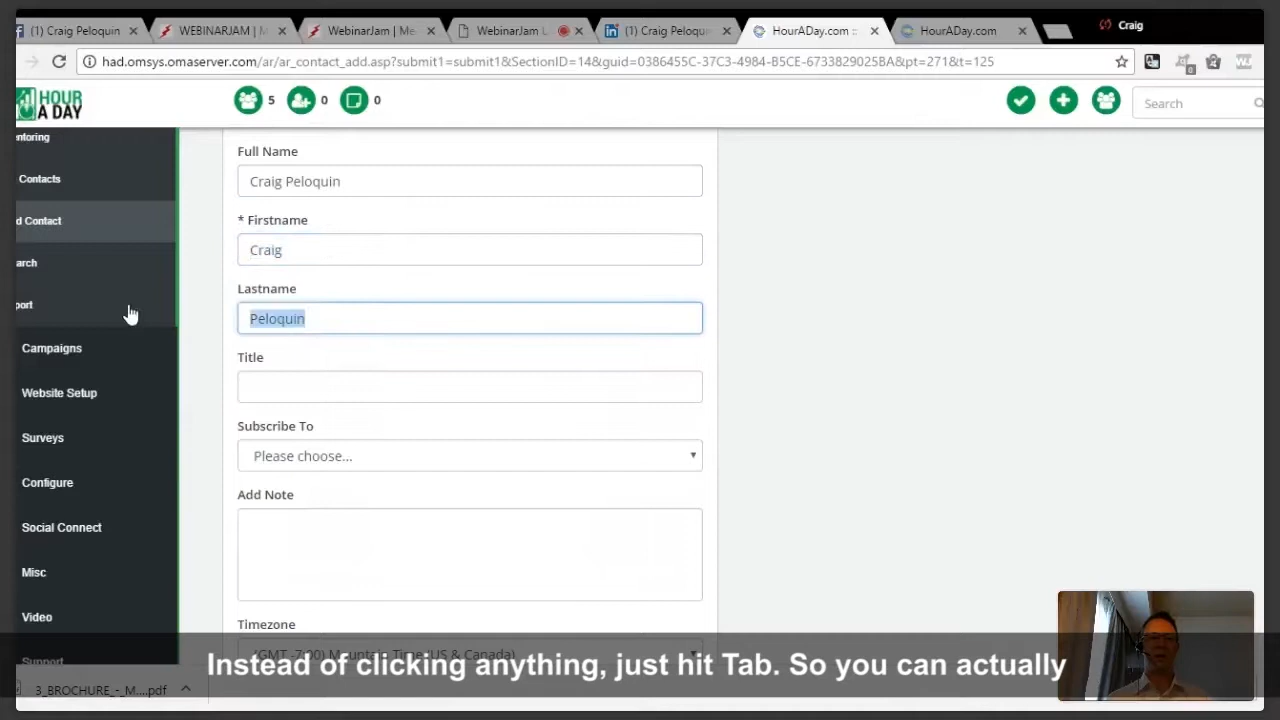 (1) Craig Peloquin
WEBINARJAM | M
WebinarJam | Me
WebinarJam L
(1) Craig Peloqui
HourADay.com ::
HourADay.com
Craig
had.omsys.omaserver.com/ar/ar_contact_add.asp?submit1=submit1&SectionID=14&guid=0386455C-37C3-4984-B5CE-6733829025BA&pt=271&t=125
HOUR
A DAY
5
0
0
Search
entoring
Contacts
d Contact
arch
port
Campaigns
Website Setup
Surveys
Configure
Social Connect
Misc
Video
Support
Full Name
Craig Peloquin
* Firstname
Craig
Lastname
Peloquin
Title
Subscribe To
Please choose...
Add Note
Timezone
(GMT -7:00) Mountain Time (US & Canada)
Instead of clicking anything, just hit Tab. So you can actually
3_BROCHURE_-_M....pdf